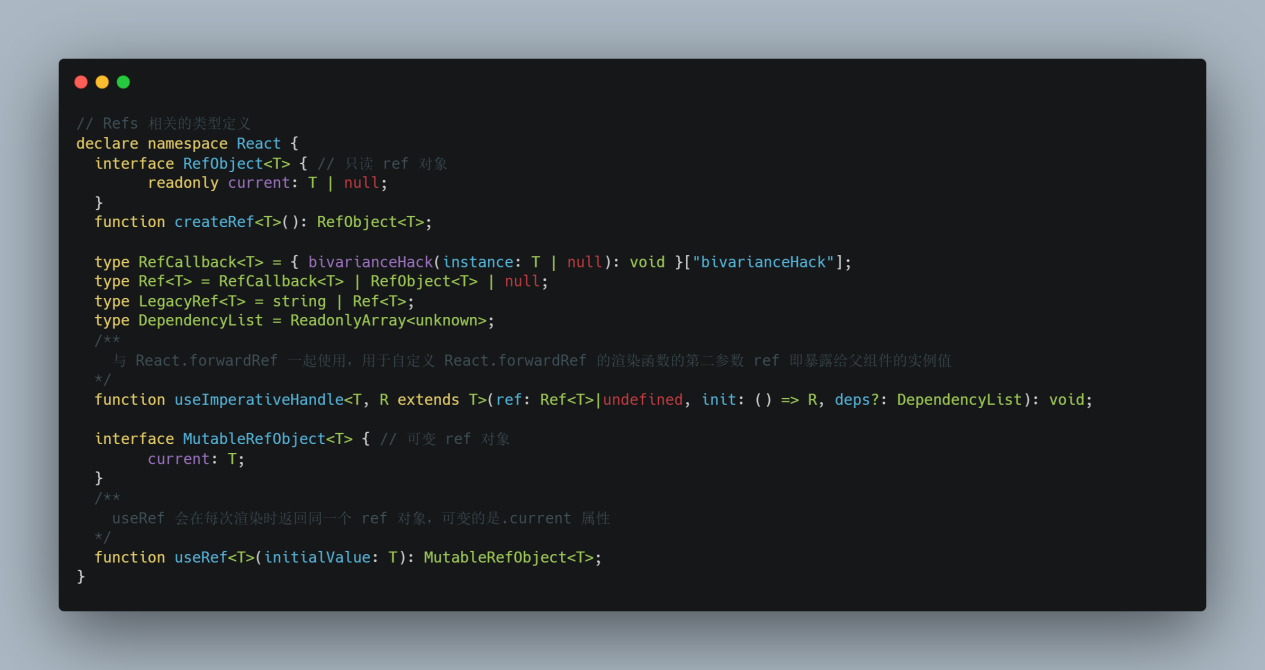 // Refs 相关的类型定义
declare namespace React {
  interface RefObject<T> { // 只读 ref 对象
        readonly current: T | null;
  }
  function createRef<T>(): RefObject<T>;

  type RefCallback<T> = { bivarianceHack(instance: T | null): void }["bivarianceHack"];
  type Ref<T> = RefCallback<T> | RefObject<T> | null;
  type LegacyRef<T> = string | Ref<T>;
  type DependencyList = ReadonlyArray<unknown>;
  /**
    与 React.forwardRef 一起使用，用于自定义 React.forwardRef 的渲染函数的第二参数 ref 即暴露给父组件的实例值
  */
  function useImperativeHandle<T, R extends T>(ref: Ref<T>|undefined, init: () => R, deps?: DependencyList): void;

  interface MutableRefObject<T> { // 可变 ref 对象
        current: T;
  }
  /**
    useRef 会在每次渲染时返回同一个 ref 对象，可变的是.current 属性
  */
  function useRef<T>(initialValue: T): MutableRefObject<T>;
}